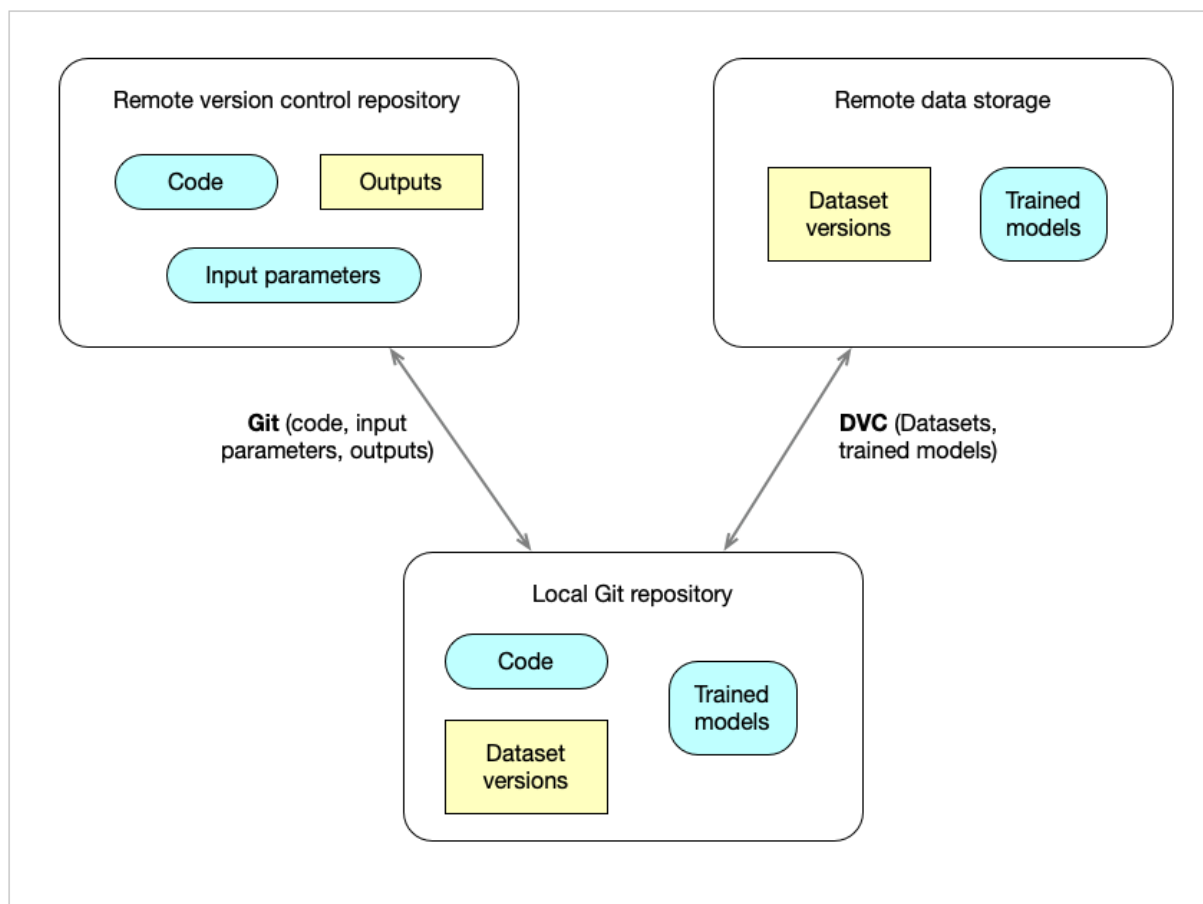 Remote version control repository
Code
Outputs
Input parameters
Remote data storage
Dataset
versions
Trained
models
Git (code, input
parameters, outputs)
DVC (Datasets,
trained models)
Local Git repository
Code
Trained
models
Dataset
versions